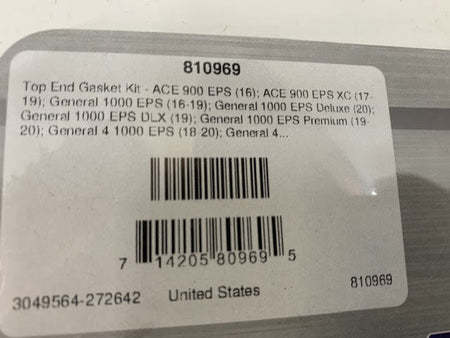 810969
Top End Gasket Kit - ACE 900 EPS (16); ACE 900 EPS XC (17-
19); General 1000 EPS (16-19); General 1000 EPS Deluxe (20);
General 1000 EPS DLX (19); General 1000 EPS Premium (19-
20); General 4 1000 EPS (18-20); General 4...
7 14205 80969 5
3049564-272642 United States 810969